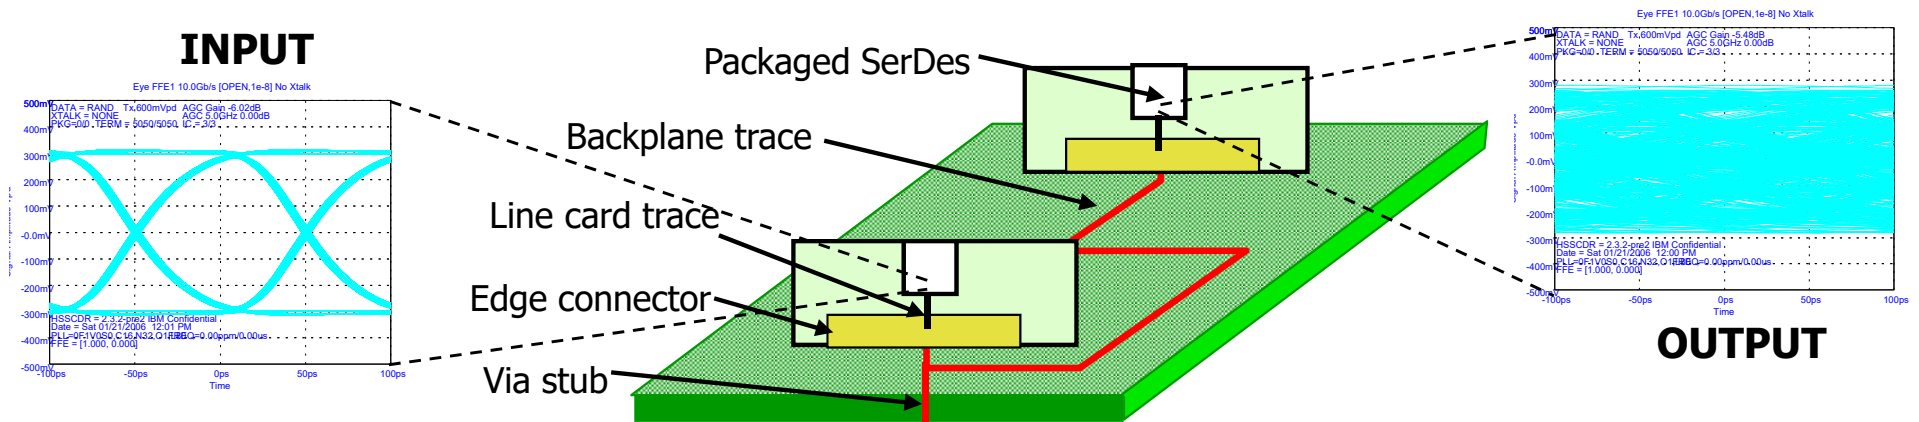 INPUT
Eye FFE1 10.0Gb/s [OPEN,1e-8] No Xtalk
500mV
DATA = RAND Tx 600mVpd AGC Gain -6.02dB
XTALK = NONE AGC 5.0GHz 0.00dB
PKG=0/0 TERM = 5050/5050 IC = 3/3
400mV
300mV
200mV
100mV
-0.0mV
-100mV
-200mV
-300mV
HSSCDR = 2.3.2-pre2 IBM Confidential
Date = Sat 01/21/2006 12:01 PM
-400mV
FFE = [1.000, 0.000]
-500mV
-100ps -50ps 0ps 50ps 100ps
Time
Packaged SerDes
Backplane trace
Line card trace
Edge connector
Via stub
Eye FFE1 10.0Gb/s [OPEN,1e-8] No Xtalk
500mV
DATA = RAND Tx 600mVpd AGC Gain -5.48dB
XTALK = NONE AGC 5.0GHz 0.00dB
PKG=0/0 TERM = 5050/5050 IC = 3/3
400mV
300mV
200mV
100mV
-0.0mV
-100mV
-200mV
-300mV
HSSCDR = 2.3.2-pre2 IBM Confidential
Date = Sat 01/21/2006 12:00 PM
-400mV
FFE = [1.000, 0.000]
-500mV
-100ps -50ps 0ps 50ps 100ps
Time
OUTPUT